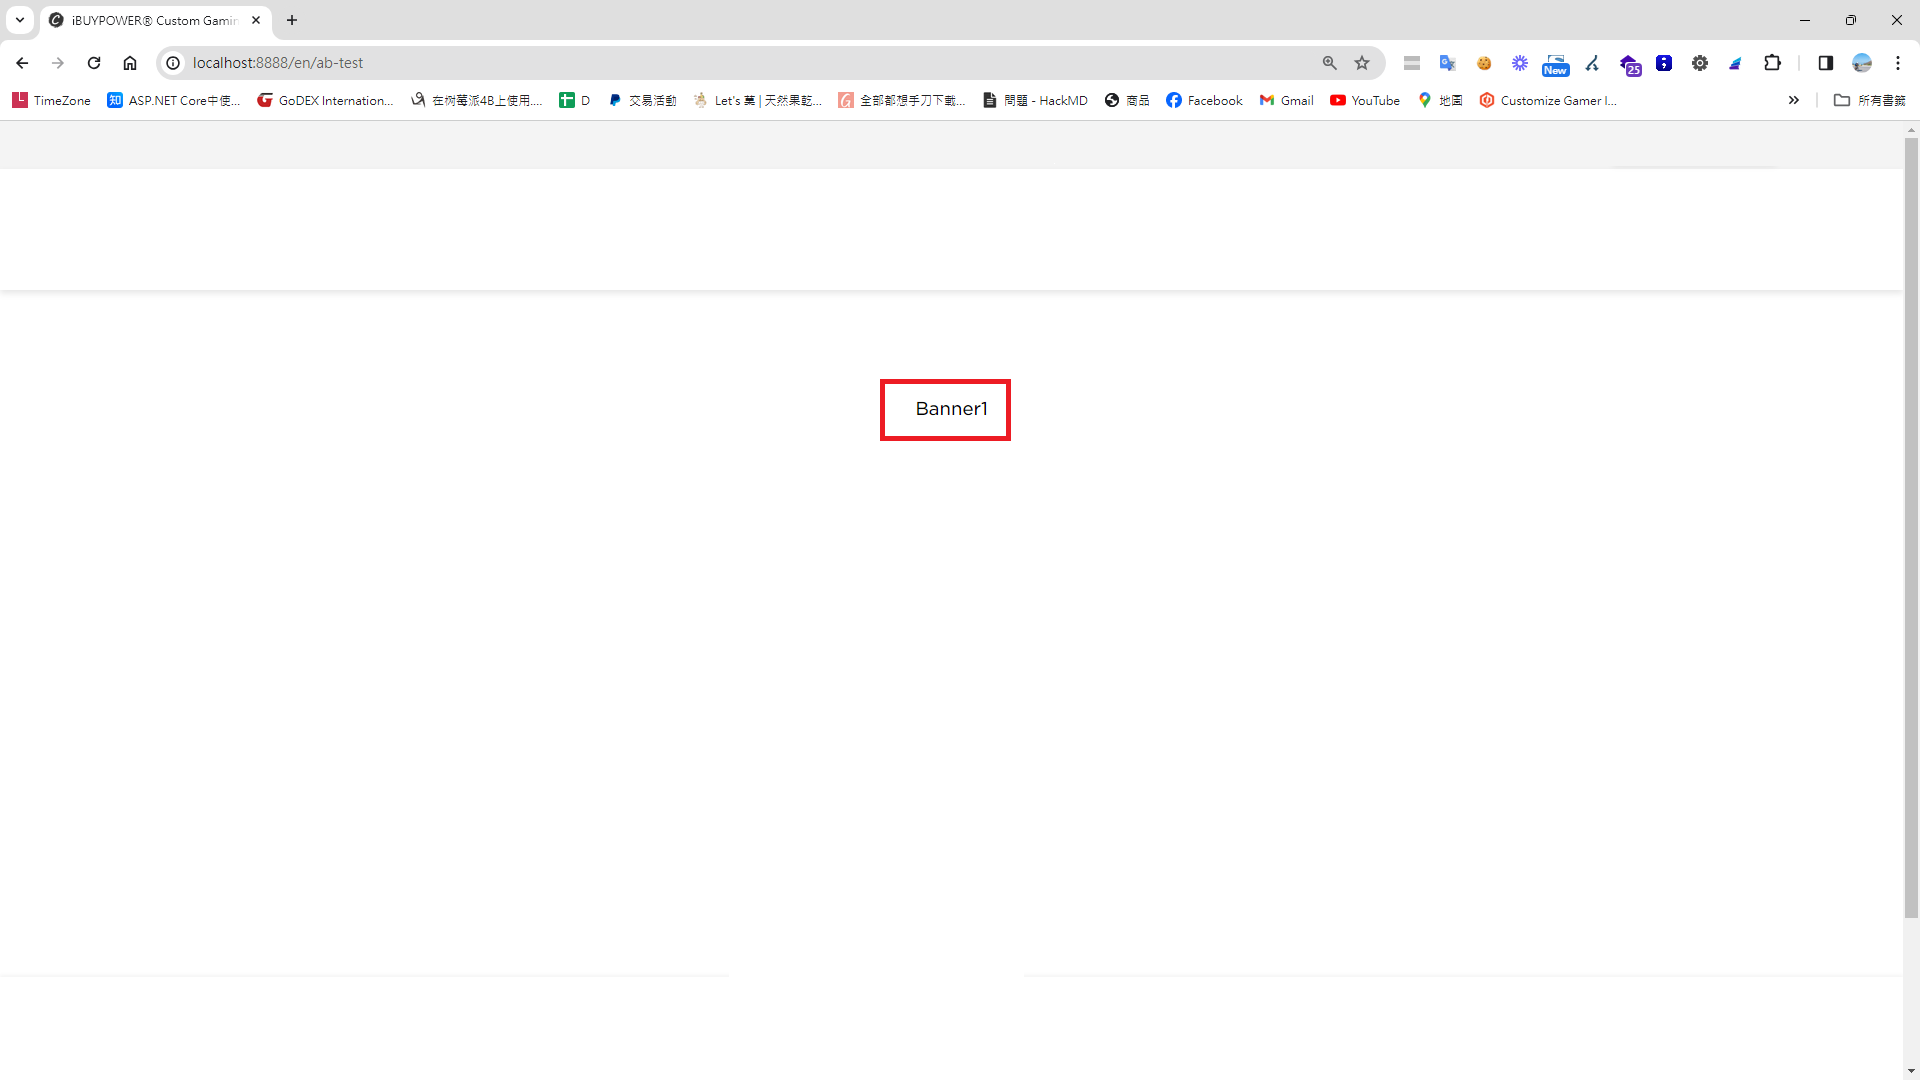 iBUYPOWER® Custom Gamin
localhost:8888/en/ab-test
New
25
TimeZone
知 ASP.NET Core中使...
GoDEX Internation...
在树莓派4B上使用....
D
交易活動
Let's 菓 | 天然果乾...
全部都想手刀下載...
問題 - HackMD
商品
Facebook
Gmail
YouTube
地圖
Customize Gamer I...
所有書籤
Banner1